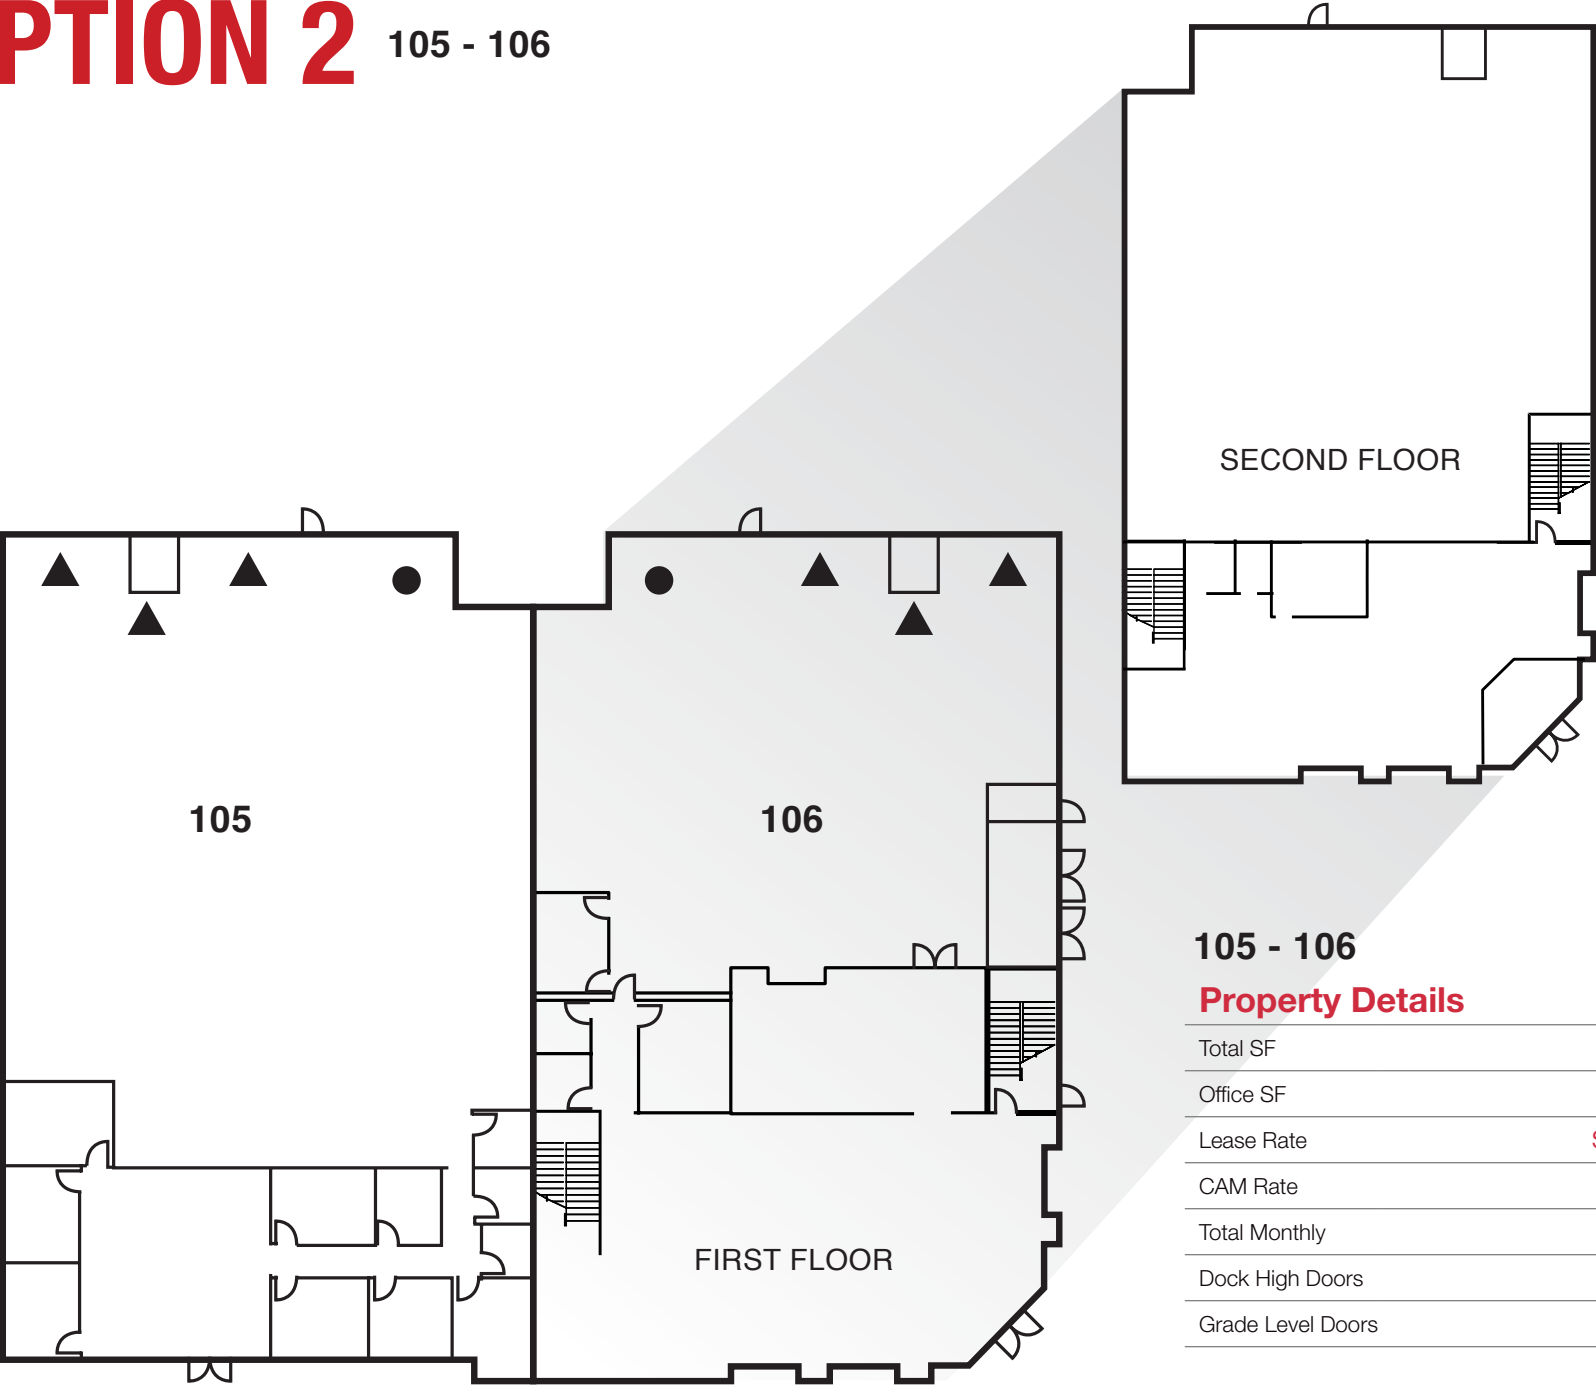 PTION 2 105 - 106
SECOND FLOOR
105
106
FIRST FLOOR
105 - 106
Property Details
Total SF
Office SF
Lease Rate
CAM Rate
Total Monthly
Dock High Doors
Grade Level Doors